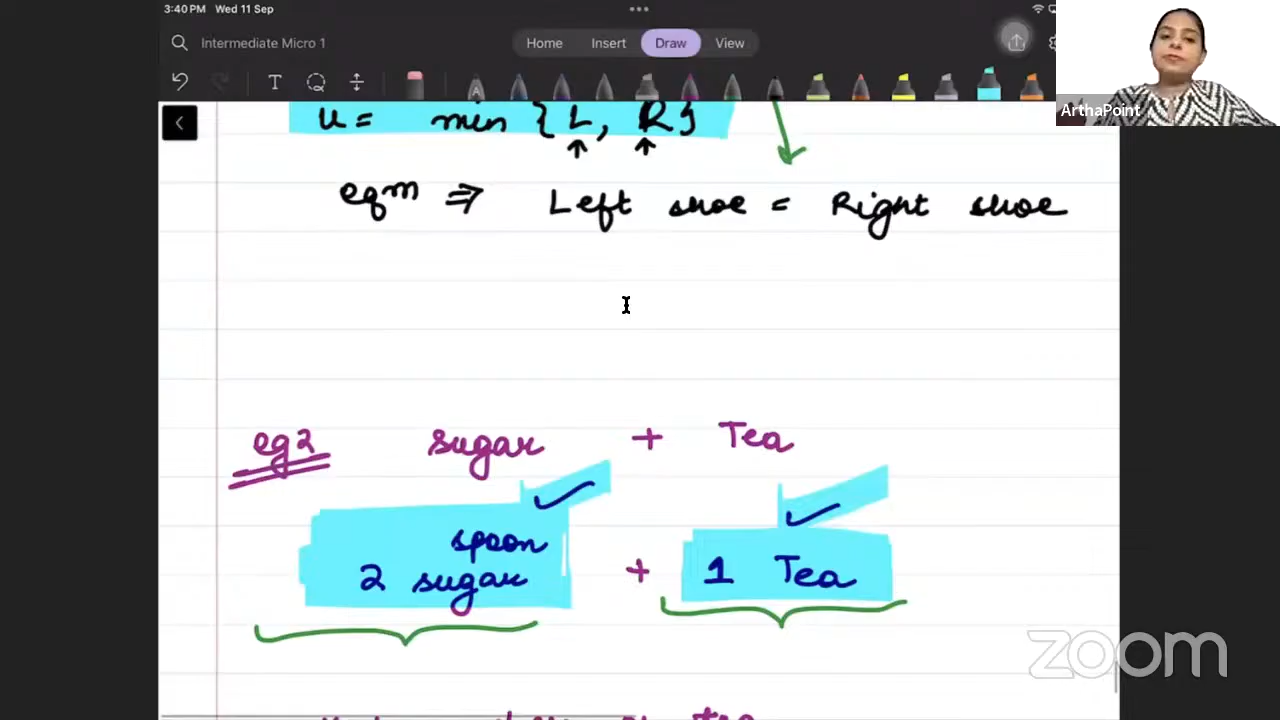 3:40 PM Wed 11 Sep
Intermediate Micro 1
Home Insert Draw View
ArthaPoint
u = min {L, R}
eqm ⇒ Left shoe = Right shoe
eg2 sugar + Tea
spoon
2 sugar + 1 Tea
zoom